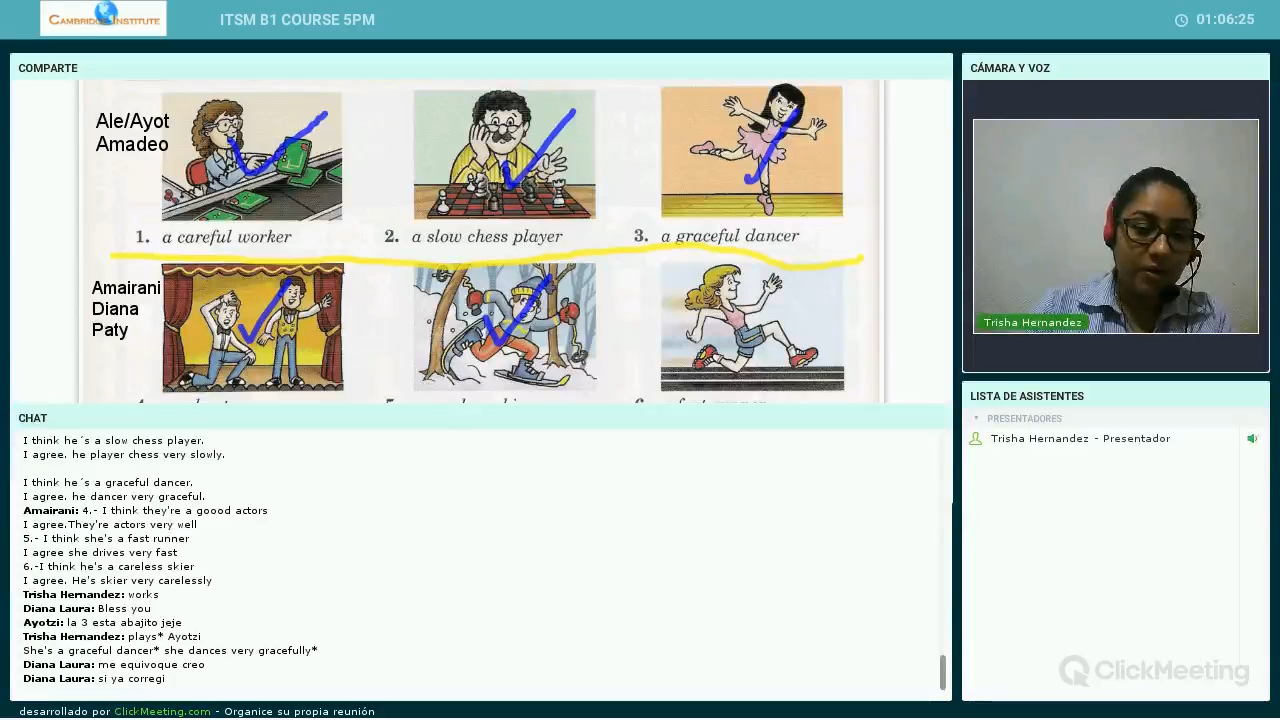 CAMBRIDGE INSTITUTE
ITSM B1 COURSE 5PM
01:06:25
COMPARTE
Ale/Ayot
Amadeo
1. a careful worker
2. a slow chess player
3. a graceful dancer
Amairani
Diana
Paty
CHAT
I think he´s a slow chess player.
I agree. he player chess very slowly.
I think he´s a graceful dancer.
I agree. he dancer very graceful.
Amairani: 4.- I think they're a goood actors
I agree.They're actors very well
5.- I think she's a fast runner
I agree she drives very fast
6.-I think he's a careless skier
I agree. He's skier very carelessly
Trisha Hernandez: works
Diana Laura: Bless you
Ayotzi: la 3 esta abajito jeje
Trisha Hernandez: plays* Ayotzi
She's a graceful dancer* she dances very gracefully*
Diana Laura: me equivoque creo
Diana Laura: si ya corregi
CÁMARA Y VOZ
Trisha Hernandez
LISTA DE ASISTENTES
PRESENTADORES
Trisha Hernandez - Presentador
ClickMeeting
desarrollado por ClickMeeting.com - Organice su propia reunión